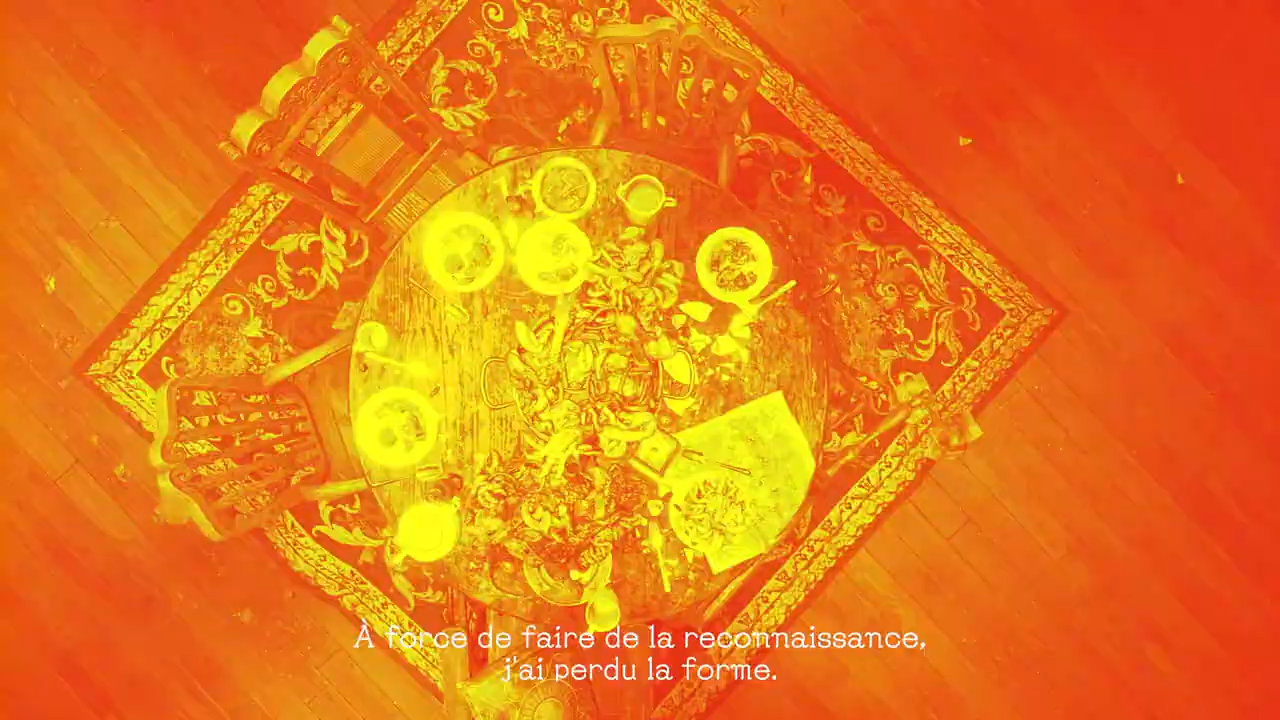 À force de faire de la reconnaissance,
j'ai perdu la forme.